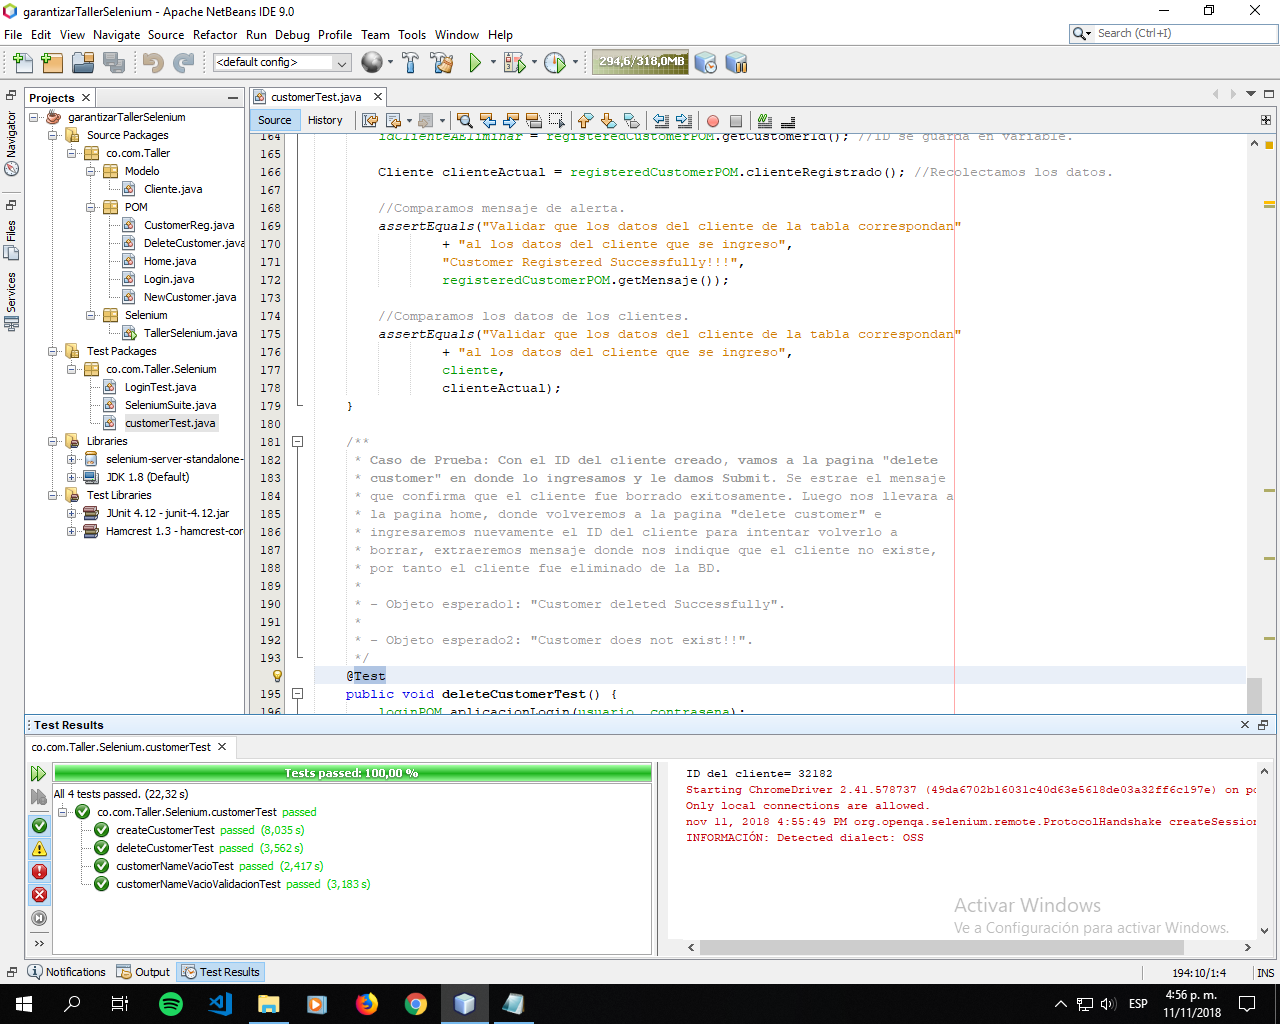 garantizarTallerSelenium - Apache NetBeans IDE 9.0
File Edit View Navigate Source Refactor Run Debug Profile Team Tools Window Help
Search (Ctrl+I)
<default config>
294,6/318,0MB
Projects
customerTest.java
Navigator
Files
Services
garantizarTallerSelenium
Source Packages
co.com.Taller
Modelo
Cliente.java
POM
CustomerReg.java
DeleteCustomer.java
Home.java
Login.java
NewCustomer.java
Selenium
TallerSelenium.java
Test Packages
co.com.Taller.Selenium
LoginTest.java
SeleniumSuite.java
customerTest.java
Libraries
selenium-server-standalone-
JDK 1.8 (Default)
Test Libraries
JUnit 4.12 - junit-4.12.jar
Hamcrest 1.3 - hamcrest-cor
Source History
164 idClienteAEliminar = registeredCustomerPOM.getCustomerId(); //ID se guarda en variable.
165
166 Cliente clienteActual = registeredCustomerPOM.clienteRegistrado(); //Recolectamos los datos.
167
168 //Comparamos mensaje de alerta.
169 assertEquals("Validar que los datos del cliente de la tabla correspondan"
170 + "al los datos del cliente que se ingreso",
171 "Customer Registered Successfully!!!",
172 registeredCustomerPOM.getMensaje());
173
174 //Comparamos los datos de los clientes.
175 assertEquals("Validar que los datos del cliente de la tabla correspondan"
176 + "al los datos del cliente que se ingreso",
177 cliente,
178 clienteActual);
179 }
180
181 /**
182 * Caso de Prueba: Con el ID del cliente creado, vamos a la pagina "delete
183 * customer" en donde lo ingresamos y le damos Submit. Se estrae el mensaje
184 * que confirma que el cliente fue borrado exitosamente. Luego nos llevara a
185 * la pagina home, donde volveremos a la pagina "delete customer" e
186 * ingresaremos nuevamente el ID del cliente para intentar volverlo a
187 * borrar, extraeremos mensaje donde nos indique que el cliente no existe,
188 * por tanto el cliente fue eliminado de la BD.
189 *
190 * - Objeto esperado1: "Customer deleted Successfully".
191 *
192 * - Objeto esperado2: "Customer does not exist!!".
193 */
@Test
195 public void deleteCustomerTest() {
196 loginPOM.aplicacionLogin(usuario, contrasena);
Test Results
co.com.Taller.Selenium.customerTest
Tests passed: 100,00 %
All 4 tests passed. (22,32 s)
co.com.Taller.Selenium.customerTest passed
createCustomerTest passed (8,035 s)
deleteCustomerTest passed (3,562 s)
customerNameVacioTest passed (2,417 s)
customerNameVacioValidacionTest passed (3,183 s)
ID del cliente= 32182
Starting ChromeDriver 2.41.578737 (49da6702b16031c40d63e5618de03a32ff6c197e) on po
Only local connections are allowed.
nov 11, 2018 4:55:49 PM org.openqa.selenium.remote.ProtocolHandshake createSession
INFORMACIÓN: Detected dialect: OSS
Activar Windows
Ve a Configuración para activar Windows.
Notifications Output Test Results
194:10/1:4 INS
ESP
4:56 p. m.
11/11/2018